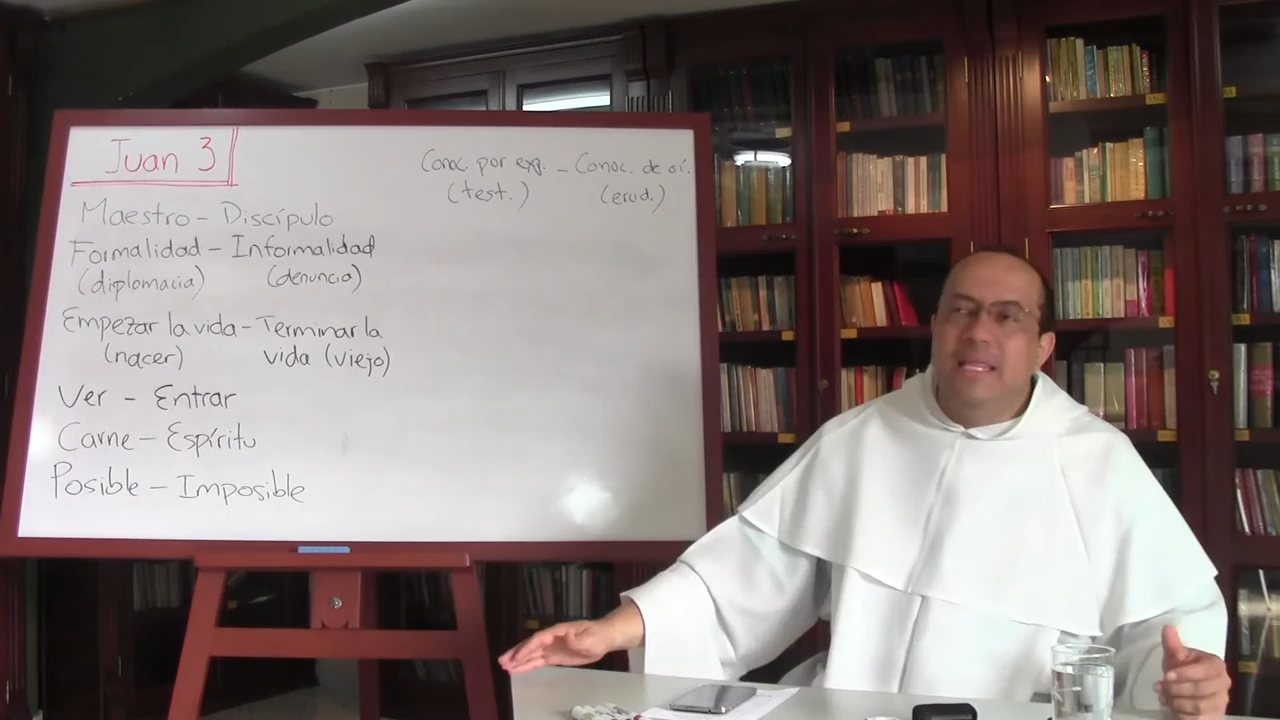 Juan 3
Maestro - Discípulo
Formalidad - Informalidad
(diplomacia) (denuncia)
Empezar la vida - Terminar la
(nacer) vida (viejo)
Ver - Entrar
Carne - Espíritu
Posible - Imposible
Conoc. por exp. - Conoc. de oí.
(test.) (erud.)